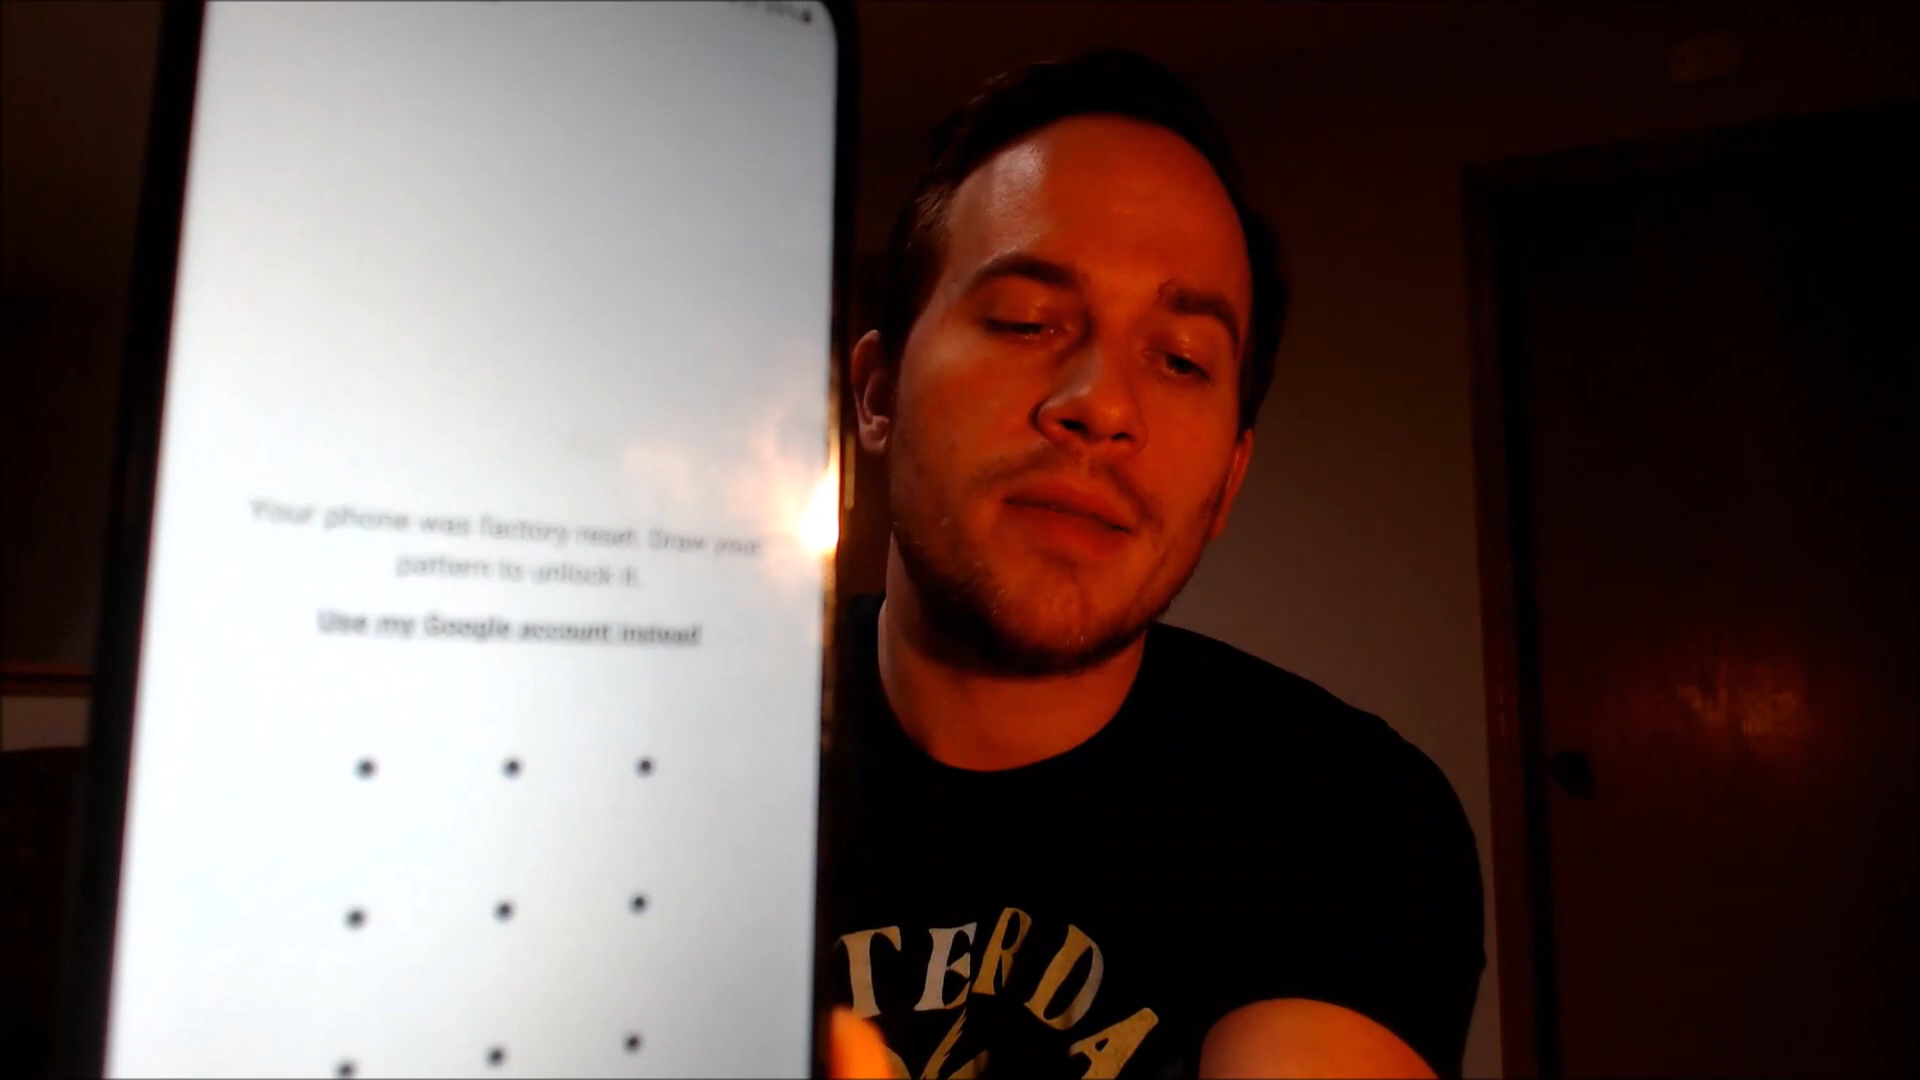 Your phone was factory reset. Draw your
pattern to unlock it.
Use my Google account instead
TERDA